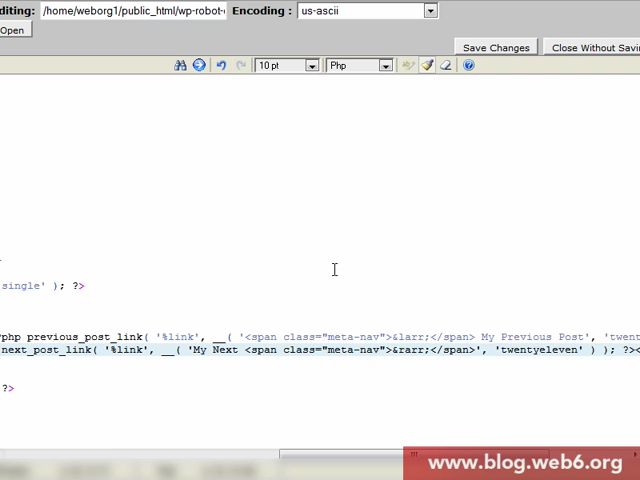 diting: /home/weborg1/public_html/wp-robot- Encoding : us-ascii
Open
Save Changes Close Without Savi
10 pt Php
single' ); ?>
php previous_post_link( '%link', __( '<span class="meta-nav">&larr;</span> My Previous Post', 'twent
next_post_link( '%link', __( 'My Next <span class="meta-nav">&rarr;</span>', 'twentyeleven' ) ); ?><
?>
www.blog.web6.org